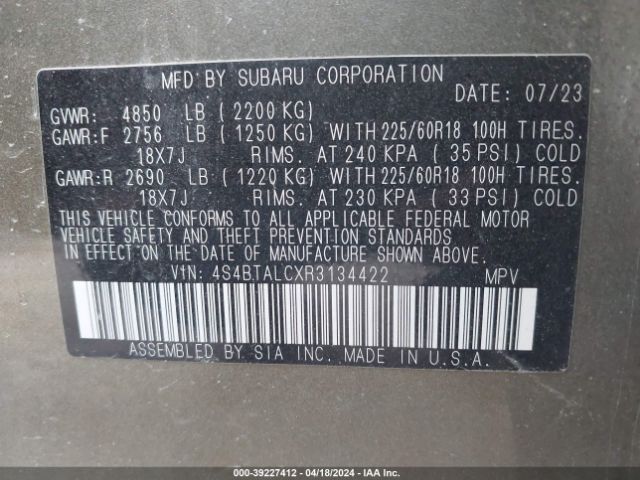 MFD BY SUBARU CORPORATION
DATE: 07/23
GVWR: 4850 LB ( 2200 KG)
GAWR:F 2756 LB ( 1250 KG) WITH 225/60R18 100H TIRES.
18X7J RIMS. AT 240 KPA ( 35 PSI) COLD
GAWR:R 2690 LB ( 1220 KG) WITH 225/60R18 100H TIRES.
18X7J RIMS. AT 230 KPA ( 33 PSI) COLD
THIS VEHICLE CONFORMS TO ALL APPLICABLE FEDERAL MOTOR
VEHICLE SAFETY AND THEFT PREVENTION STANDARDS
IN EFFECT ON THE DATE OF MANUFACTURE SHOWN ABOVE.
VIN: 4S4BTALCXR3134422 MPV
ASSEMBLED BY SIA INC. MADE IN U.S.A.
COPY - 39227412 - 04/18/2024 - IAA Inc.